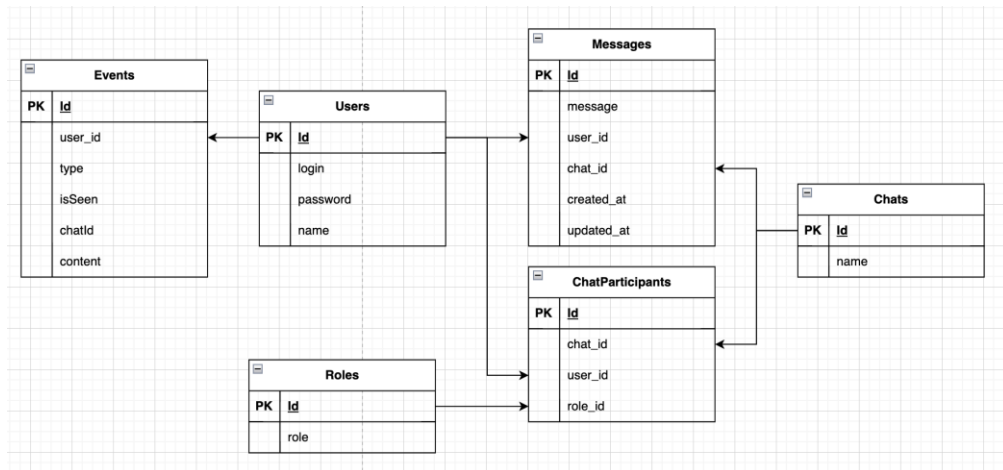 Events
PK Id
user_id
type
isSeen
chatId
content
Users
PK Id
login
password
name
Messages
PK Id
message
user_id
chat_id
created_at
updated_at
Chats
PK Id
name
ChatParticipants
PK Id
chat_id
user_id
role_id
Roles
PK Id
role